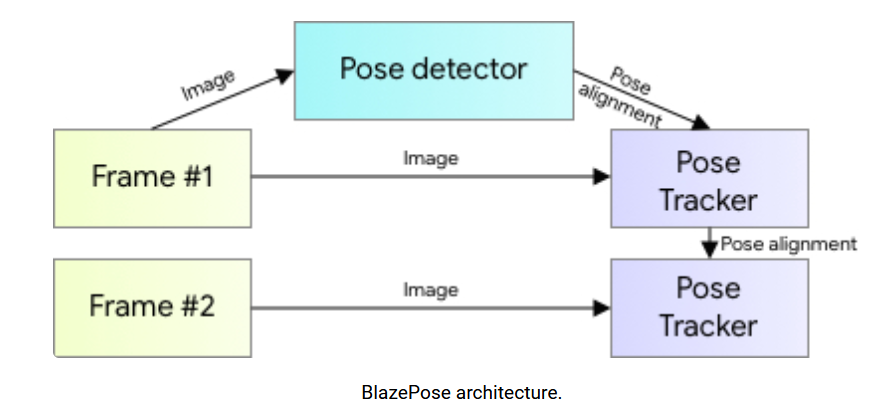 Pose detector
Image
Pose
alignment
Frame #1
Image
Pose
Tracker
Pose alignment
Frame #2
Image
Pose
Tracker
BlazePose architecture.